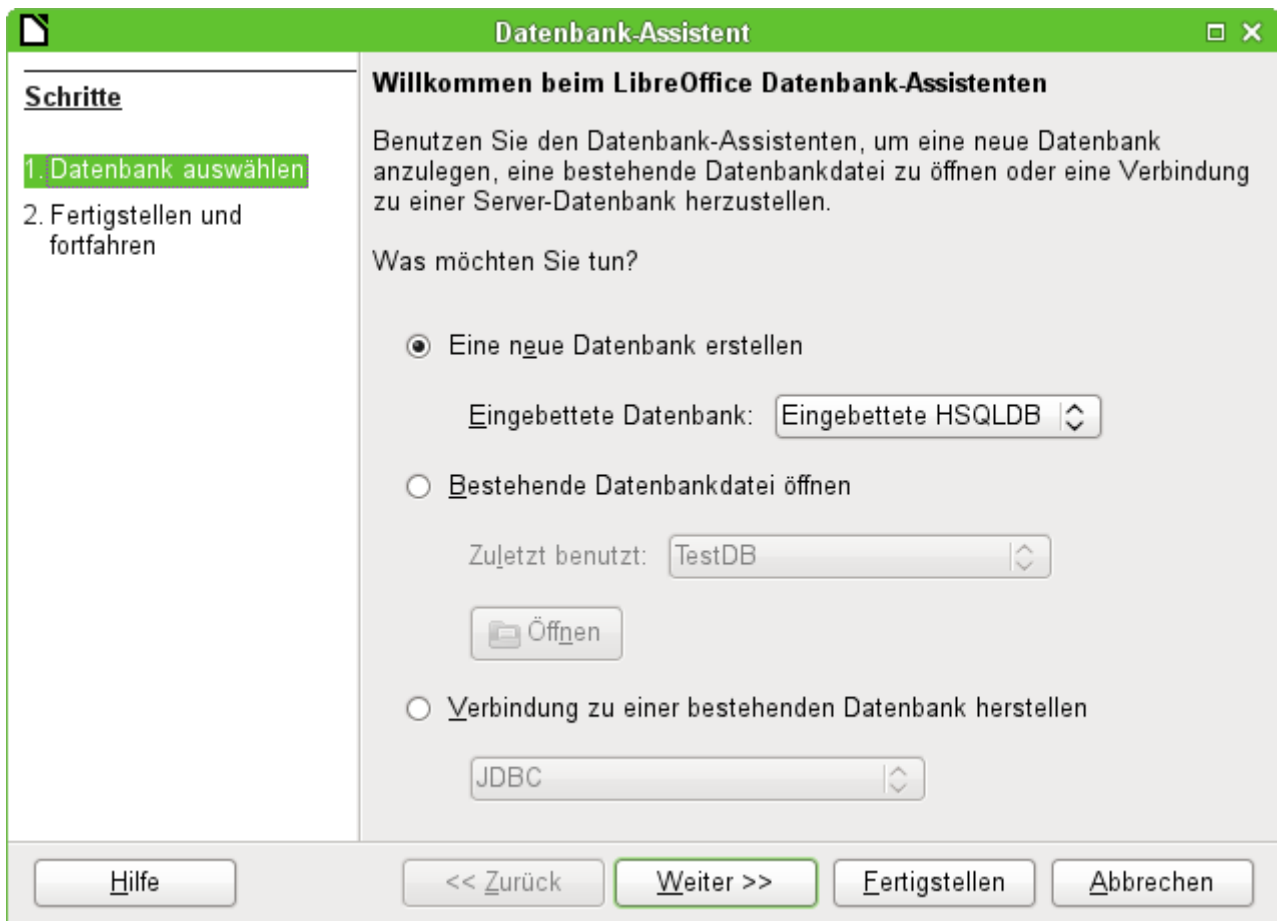 Datenbank-Assistent
Schritte
1. Datenbank auswählen
2. Fertigstellen und
fortfahren
Willkommen beim LibreOffice Datenbank-Assistenten
Benutzen Sie den Datenbank-Assistenten, um eine neue Datenbank
anzulegen, eine bestehende Datenbankdatei zu öffnen oder eine Verbindung
zu einer Server-Datenbank herzustellen.
Was möchten Sie tun?
Eine neue Datenbank erstellen
Eingebettete Datenbank: Eingebettete HSQLDB
Bestehende Datenbankdatei öffnen
Zuletzt benutzt: TestDB
Öffnen
Verbindung zu einer bestehenden Datenbank herstellen
JDBC
Hilfe << Zurück Weiter >> Fertigstellen Abbrechen